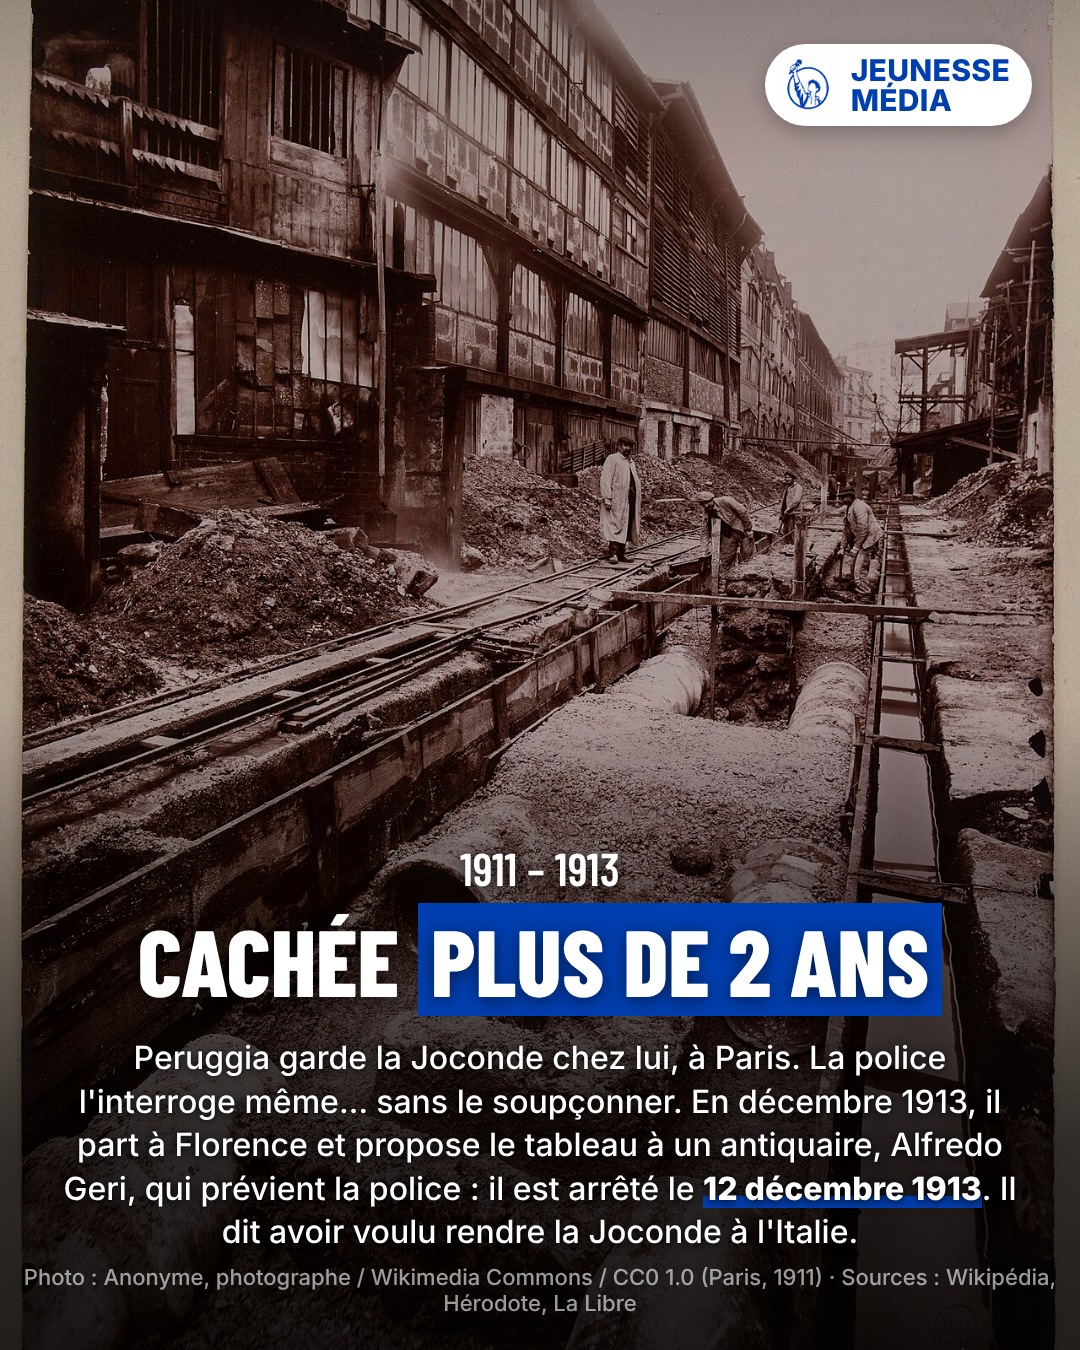 JEUNESSE
MÉDIA
1911 – 1913
CACHÉE PLUS DE 2 ANS
Peruggia garde la Joconde chez lui, à Paris. La police
l'interroge même... sans le soupçonner. En décembre 1913, il
part à Florence et propose le tableau à un antiquaire, Alfredo
Geri, qui prévient la police : il est arrêté le 12 décembre 1913. Il
dit avoir voulu rendre la Joconde à l'Italie.
Photo : Anonyme, photographe / Wikimedia Commons / CC0 1.0 (Paris, 1911) · Sources : Wikipédia,
Hérodote, La Libre